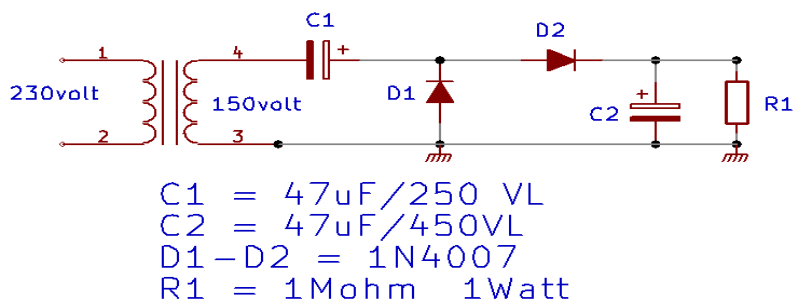 C1
D2
1
4
+
230volt
150volt
D1
+
C2
R1
2
3
C1 = 47uF/250 VL
C2 = 47uF/450VL
D1-D2 = 1N4007
R1 = 1Mohm 1Watt